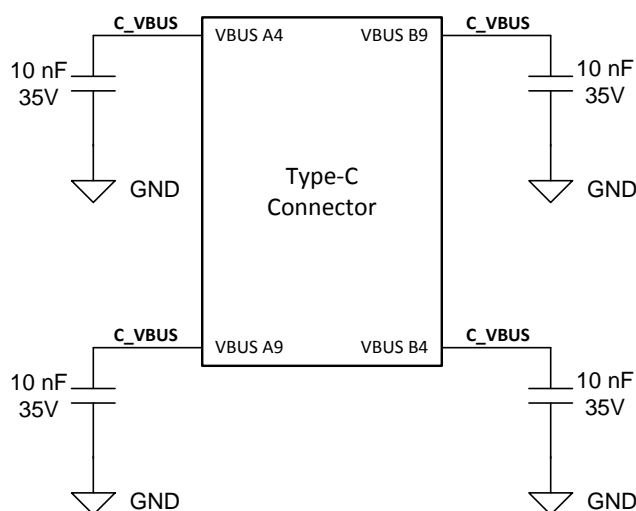 C_VBUS
C_VBUS
VBUS A4
VBUS B9
10 nF
35V
10 nF
35V
GND
Type-C
Connector
GND
C_VBUS
C_VBUS
VBUS A9
VBUS B4
10 nF
35V
10 nF
35V
GND
GND